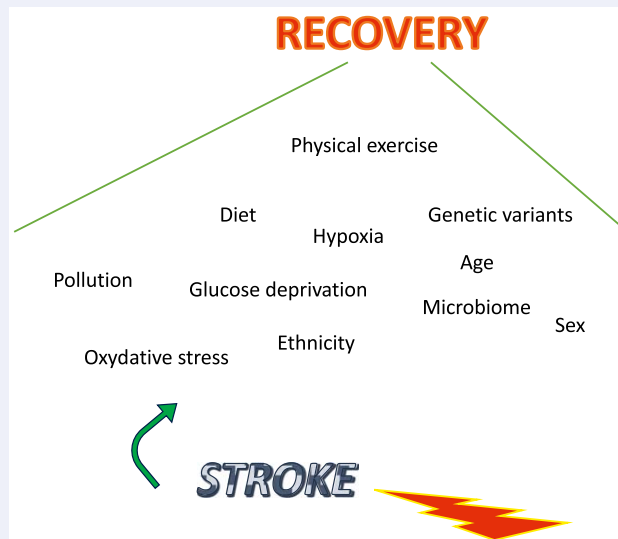 RECOVERY
Physical exercise
Diet
Genetic variants
Hypoxia
Age
Pollution
Glucose deprivation
Microbiome
Sex
Ethnicity
Oxydative stress
STROKE